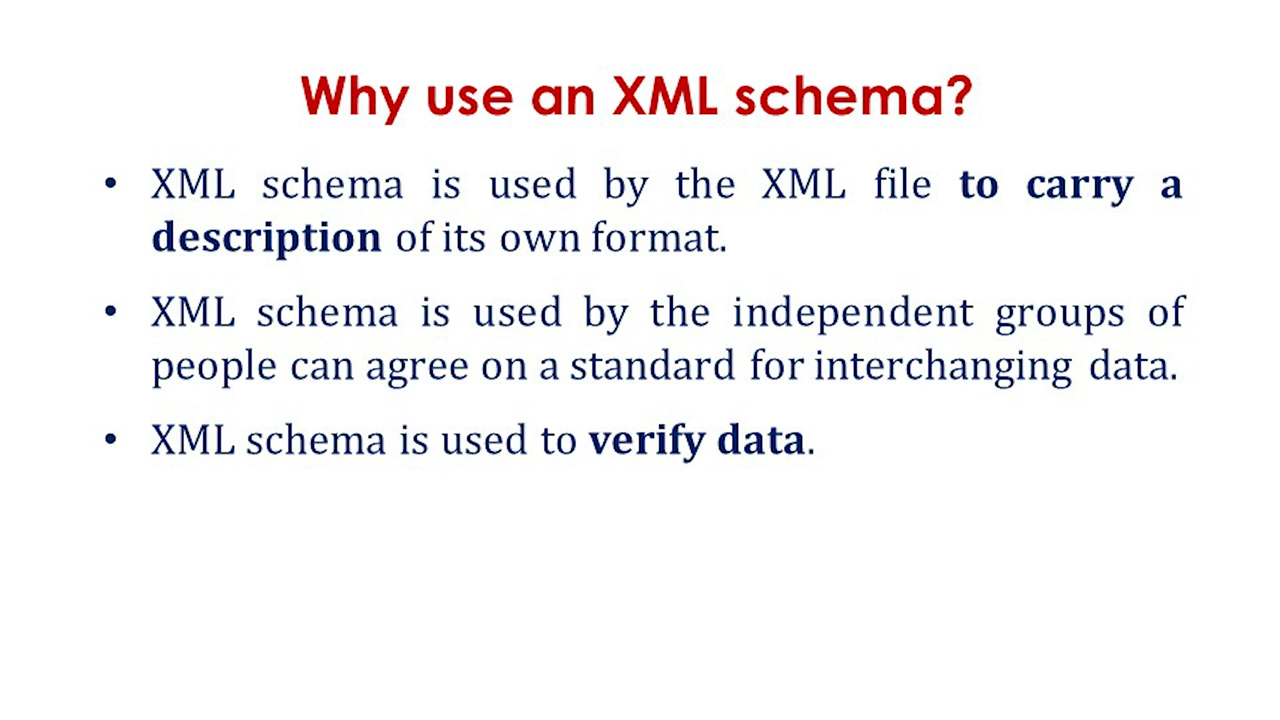 Why use an XML schema?
• XML schema is used by the XML file to carry a
description of its own format.
• XML schema is used by the independent groups of
people can agree on a standard for interchanging data.
• XML schema is used to verify data.